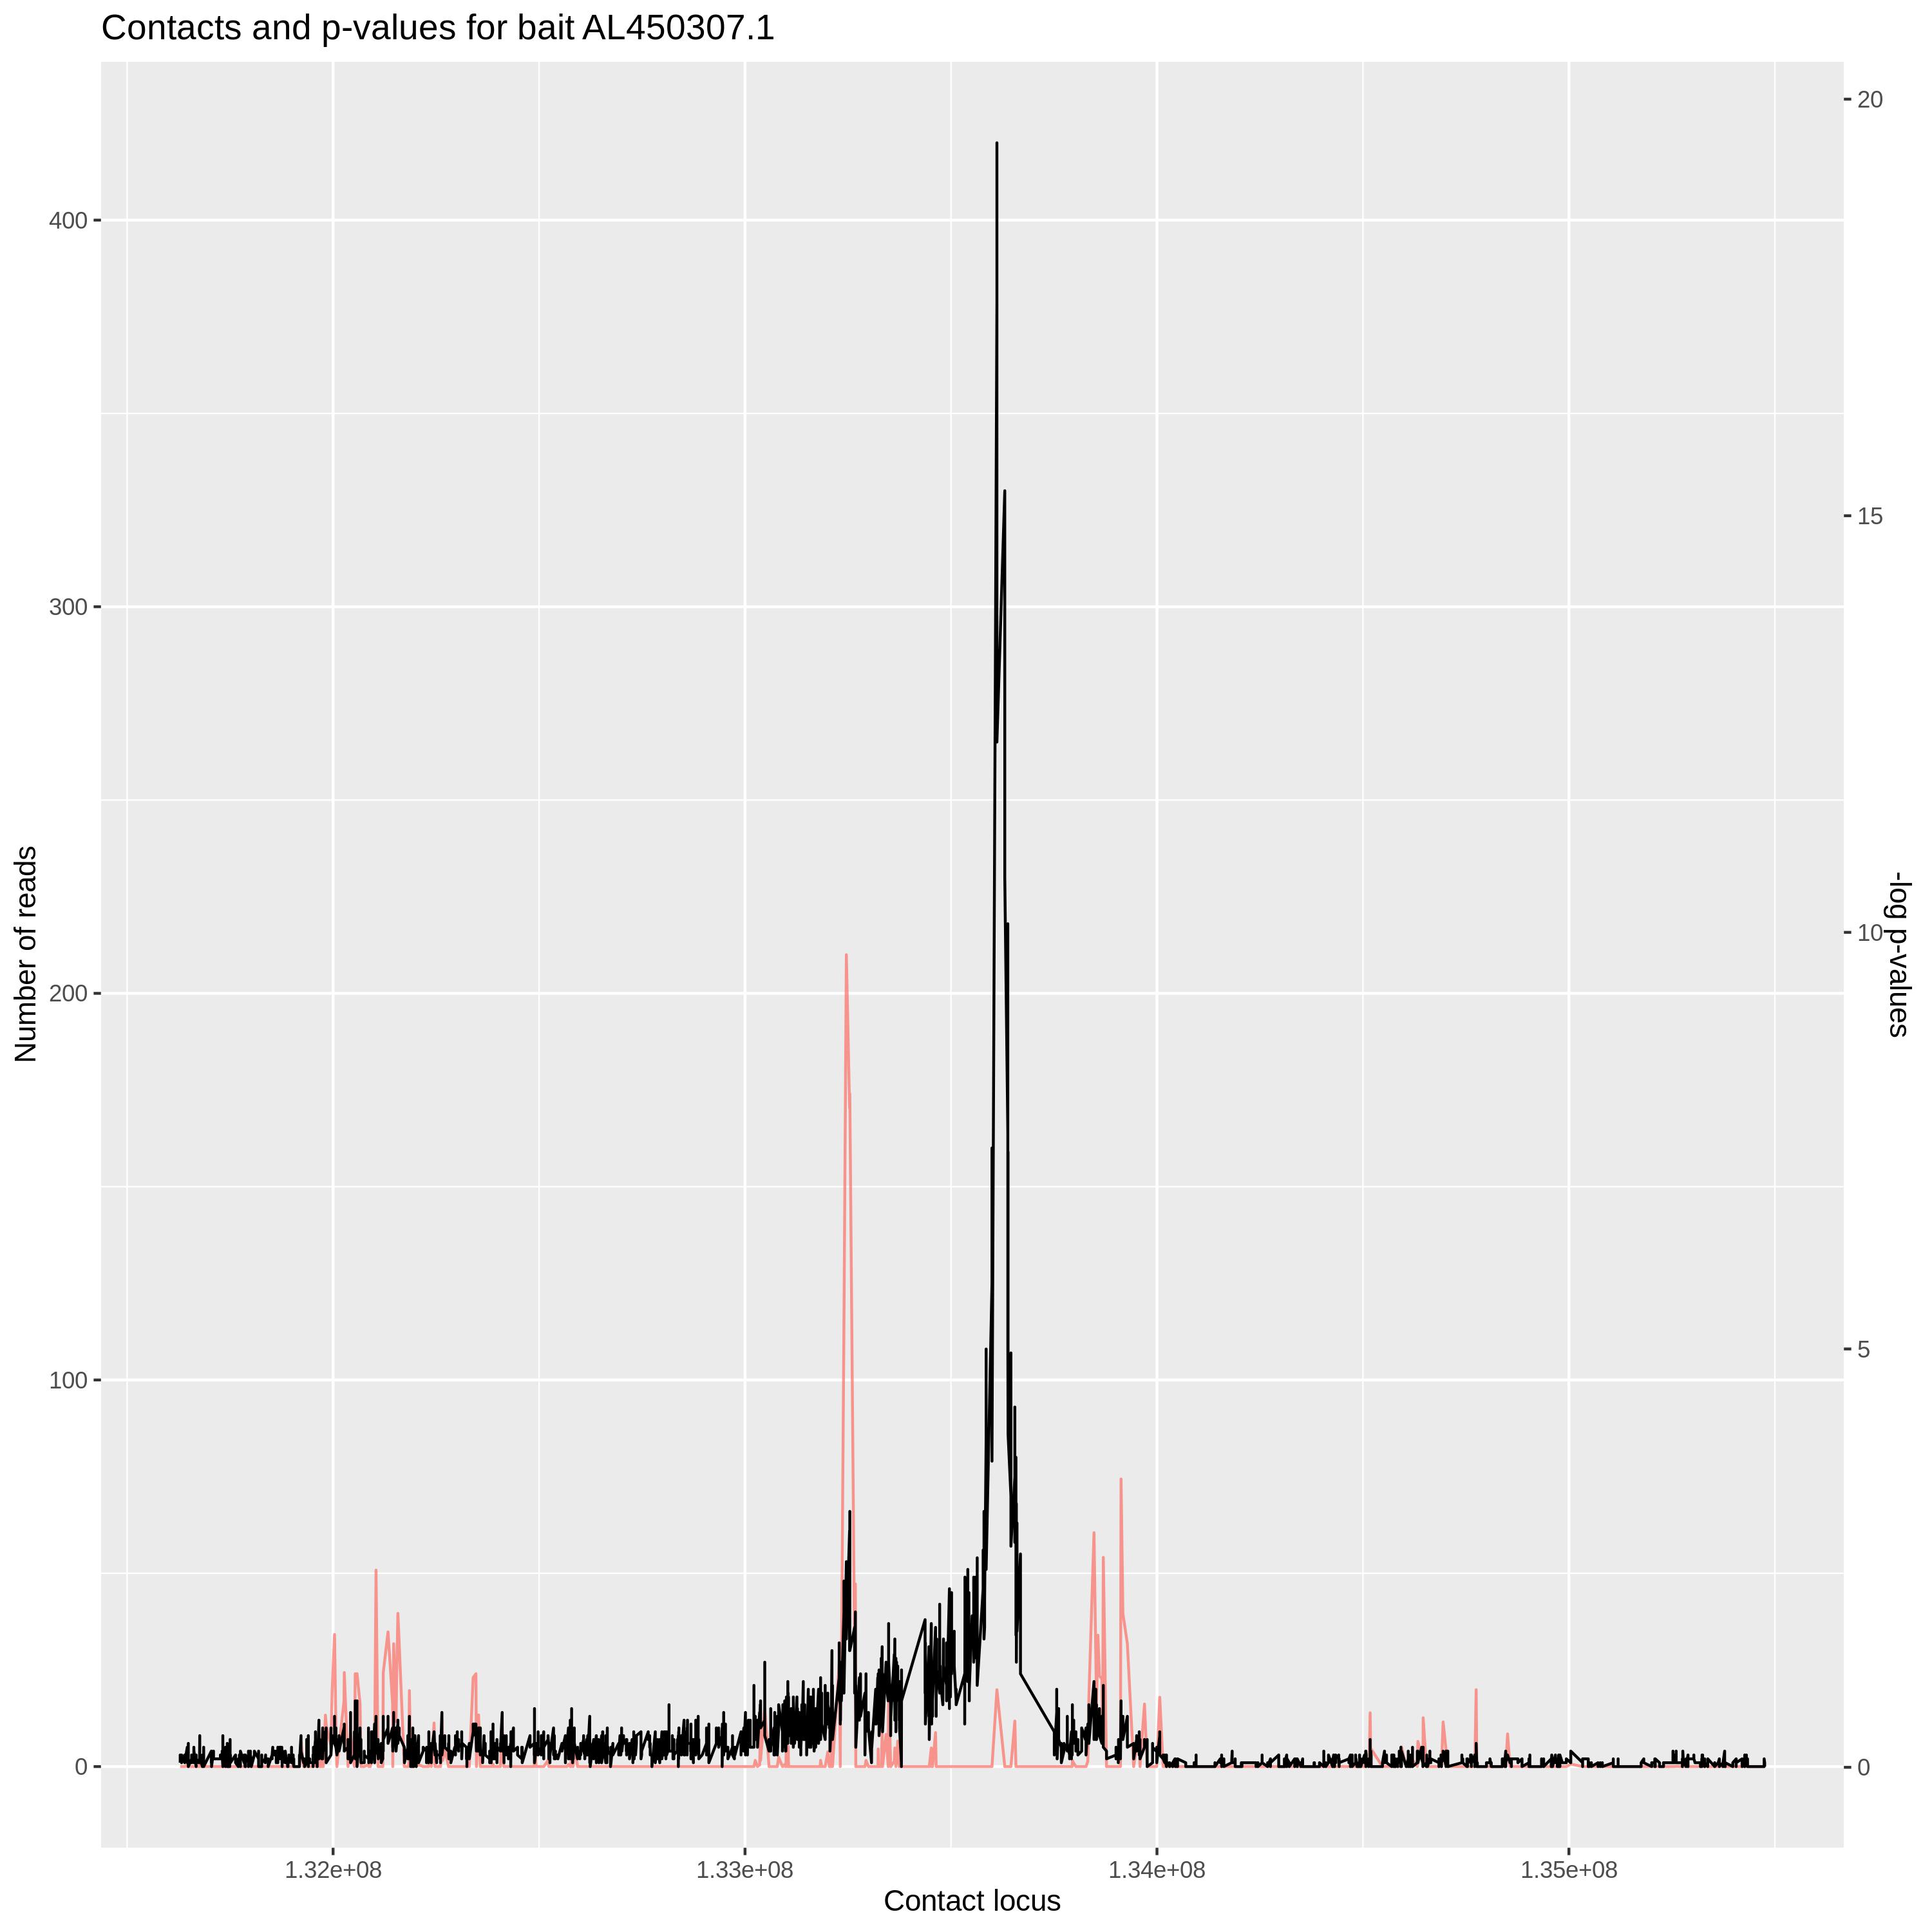 Contacts and p-values for bait AL450307.1
Number of reads
400
300
200
100
0
20
15
10
5
0
-log p-values
1.32e+08
1.33e+08
1.34e+08
1.35e+08
Contact locus